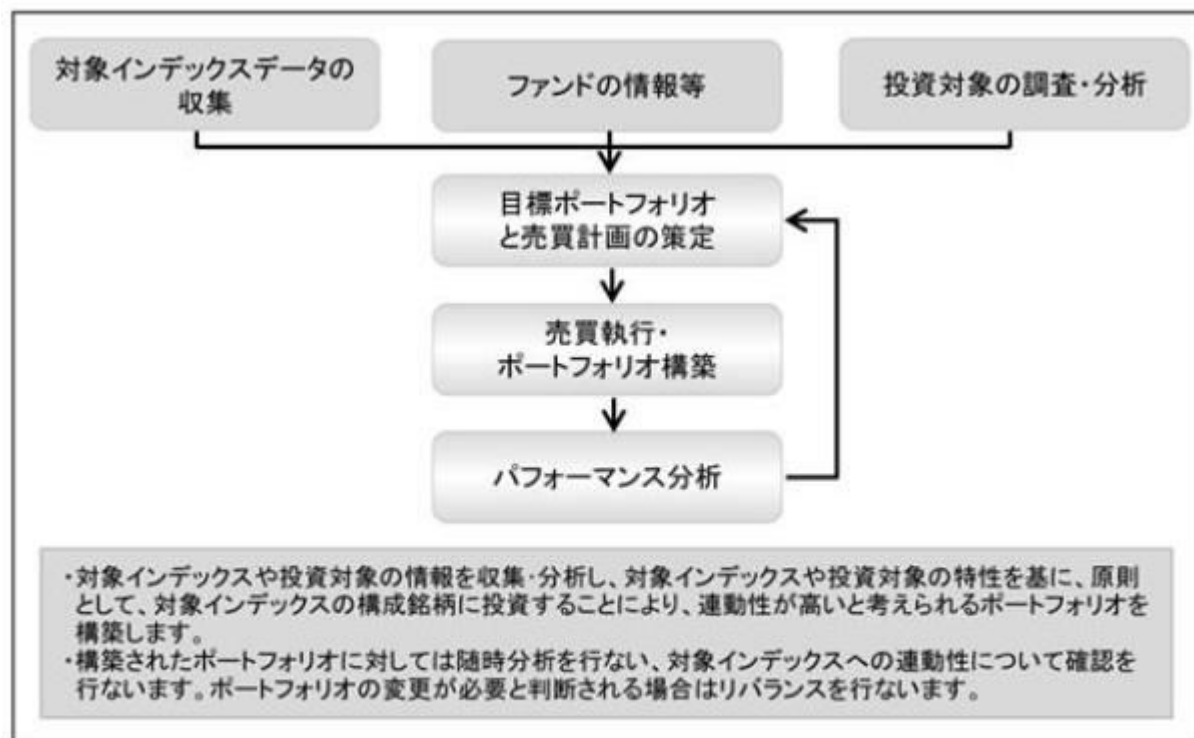 対象インデックスデータの
収集
ファンドの情報等
投資対象の調査・分析
目標ポートフォリオ
と売買計画の策定
売買執行・
ポートフォリオ構築
パフォーマンス分析
・対象インデックスや投資対象の情報を収集・分析し、対象インデックスや投資対象の特性を基に、原則
として、対象インデックスの構成銘柄に投資することにより、連動性が高いと考えられるポートフォリオを
構築します。
・構築されたポートフォリオに対しては随時分析を行ない、対象インデックスへの連動性について確認を
行ないます。ポートフォリオの変更が必要と判断される場合はリバランスを行ないます。